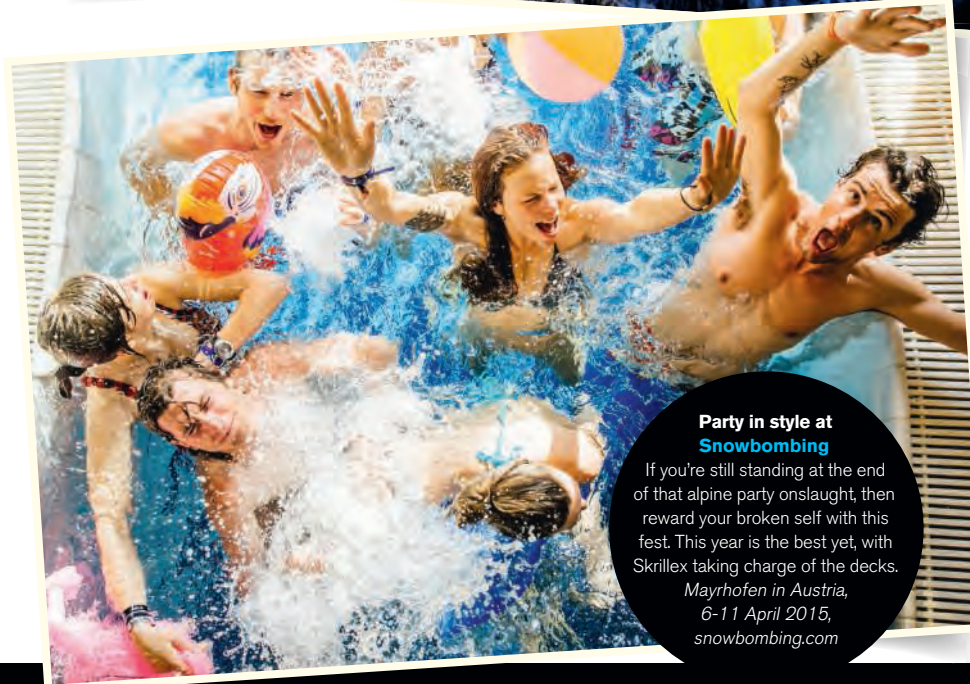 Party in style at
Snowbombing
If you're still standing at the end
of that alpine party onslaught, then
reward your broken self with this
fest. This year is the best yet, with
Skrillex taking charge of the decks.
Mayrhofen in Austria,
6-11 April 2015,
snowbombing.com